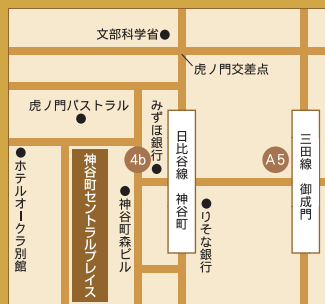 文部科学省
虎ノ門交差点
虎ノ門パストラル
みずほ銀行
日比谷線 神谷町
三田線 御成門
4b
A5
ホテルオークラ別館
神谷町セントラルプレイス
神谷町森ビル
りそな銀行